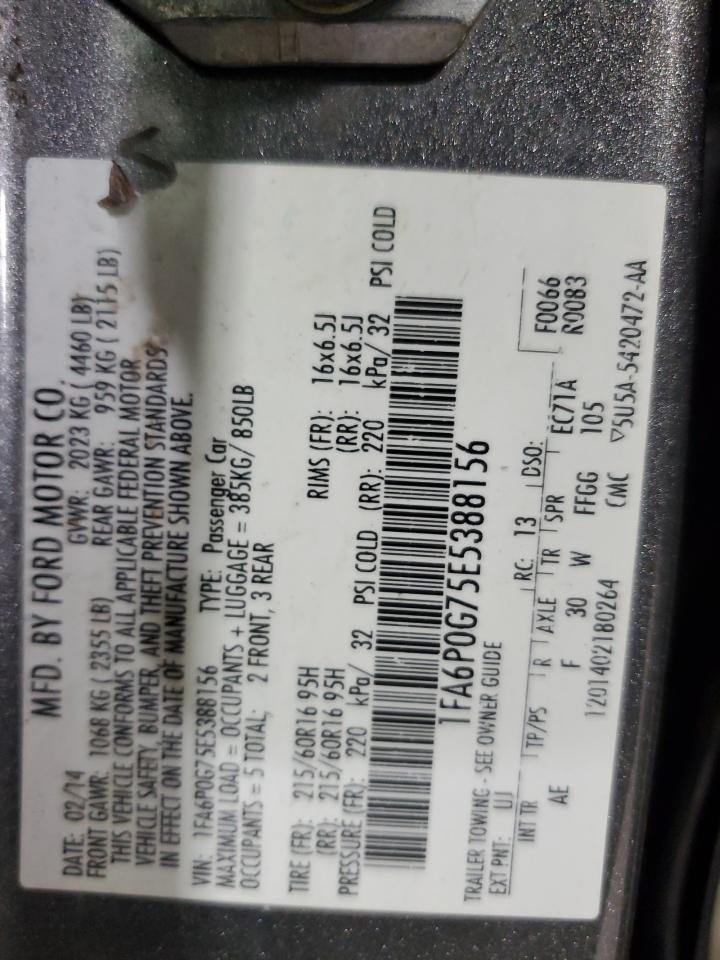 MFD. BY FORD MOTOR CO.
DATE: 02/14 GVWR: 2023 KG ( 4460 LB)
FRONT GAWR: 1068 KG ( 2355 LB) REAR GAWR: 959 KG ( 2115 LB)
THIS VEHICLE CONFORMS TO ALL APPLICABLE FEDERAL MOTOR
VEHICLE SAFETY, BUMPER, AND THEFT PREVENTION STANDARDS
IN EFFECT ON THE DATE OF MANUFACTURE SHOWN ABOVE.
VIN: 1FA6P0G75E5388156 TYPE: Passenger Car
MAXIMUM LOAD = OCCUPANTS + LUGGAGE = 385KG/ 850LB
OCCUPANTS = 5 TOTAL; 2 FRONT, 3 REAR
TIRE (FR): 215/60R16 95H RIMS (FR): 16x6.5J
(RR): 215/60R16 95H (RR): 16x6.5J
PRESSURE (FR): 220 kPa/ 32 PSI COLD (RR): 220 kPa/ 32 PSI COLD
1FA6P0G75E5388156
TRAILER TOWING - SEE OWNER GUIDE
EXT PNT: UJ RC: 13 DSO: F0066
R0083
INT TR TP/PS R AXLE TR SPR EC71A
AE F 30 W FFGG 105
1201402180264 CMC ▽5U5A-5420472-AA